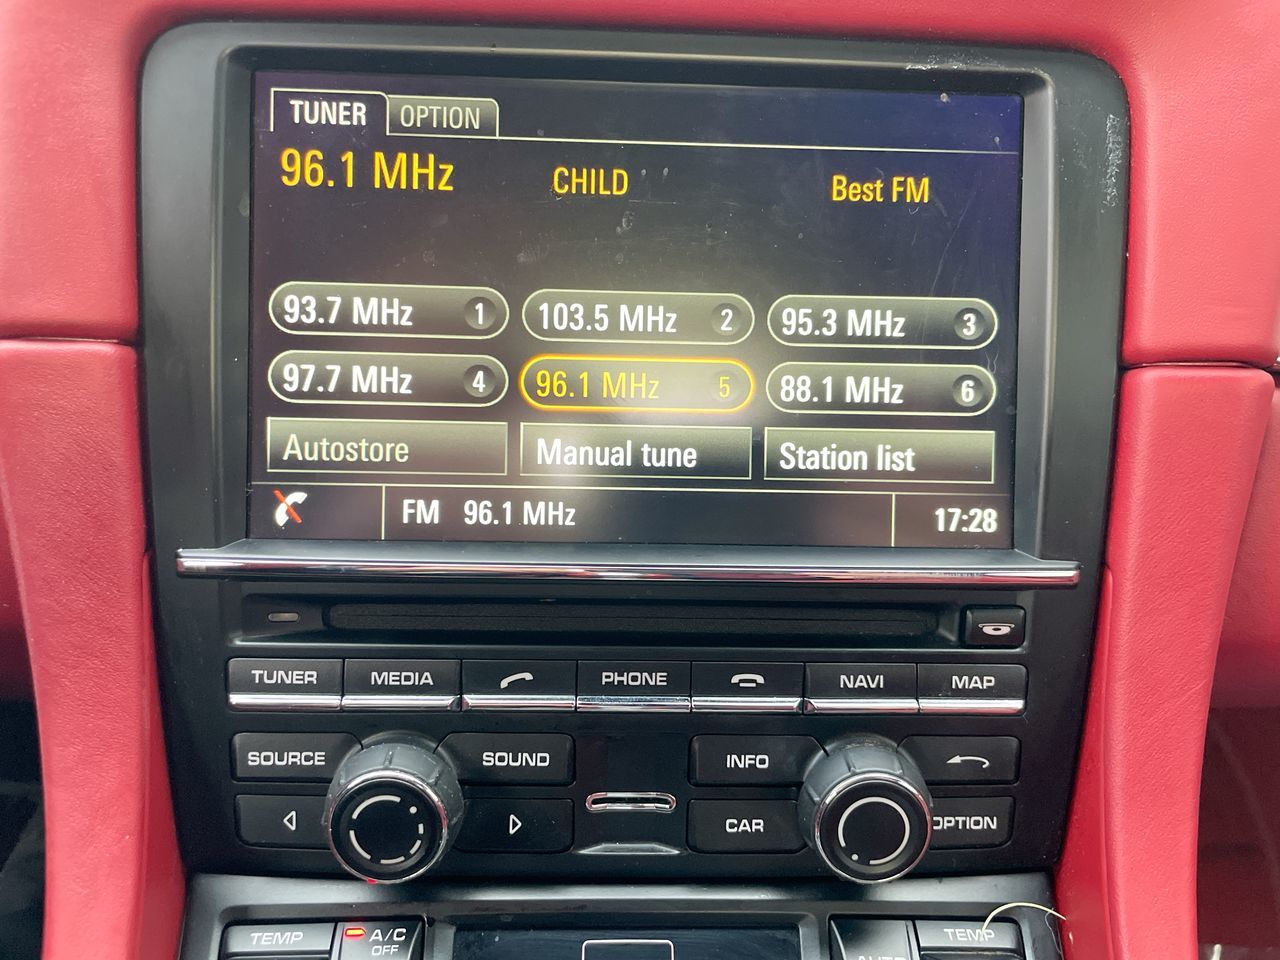 TUNER OPTION
96.1 MHz CHILD Best FM
93.7 MHz 1 103.5 MHz 2 95.3 MHz 3
97.7 MHz 4 96.1 MHz 5 88.1 MHz 6
Autostore Manual tune Station list
FM 96.1 MHz 17:28
TUNER MEDIA PHONE NAVI MAP
SOURCE SOUND INFO
CAR OPTION
TEMP A/C OFF AUTO TEMP